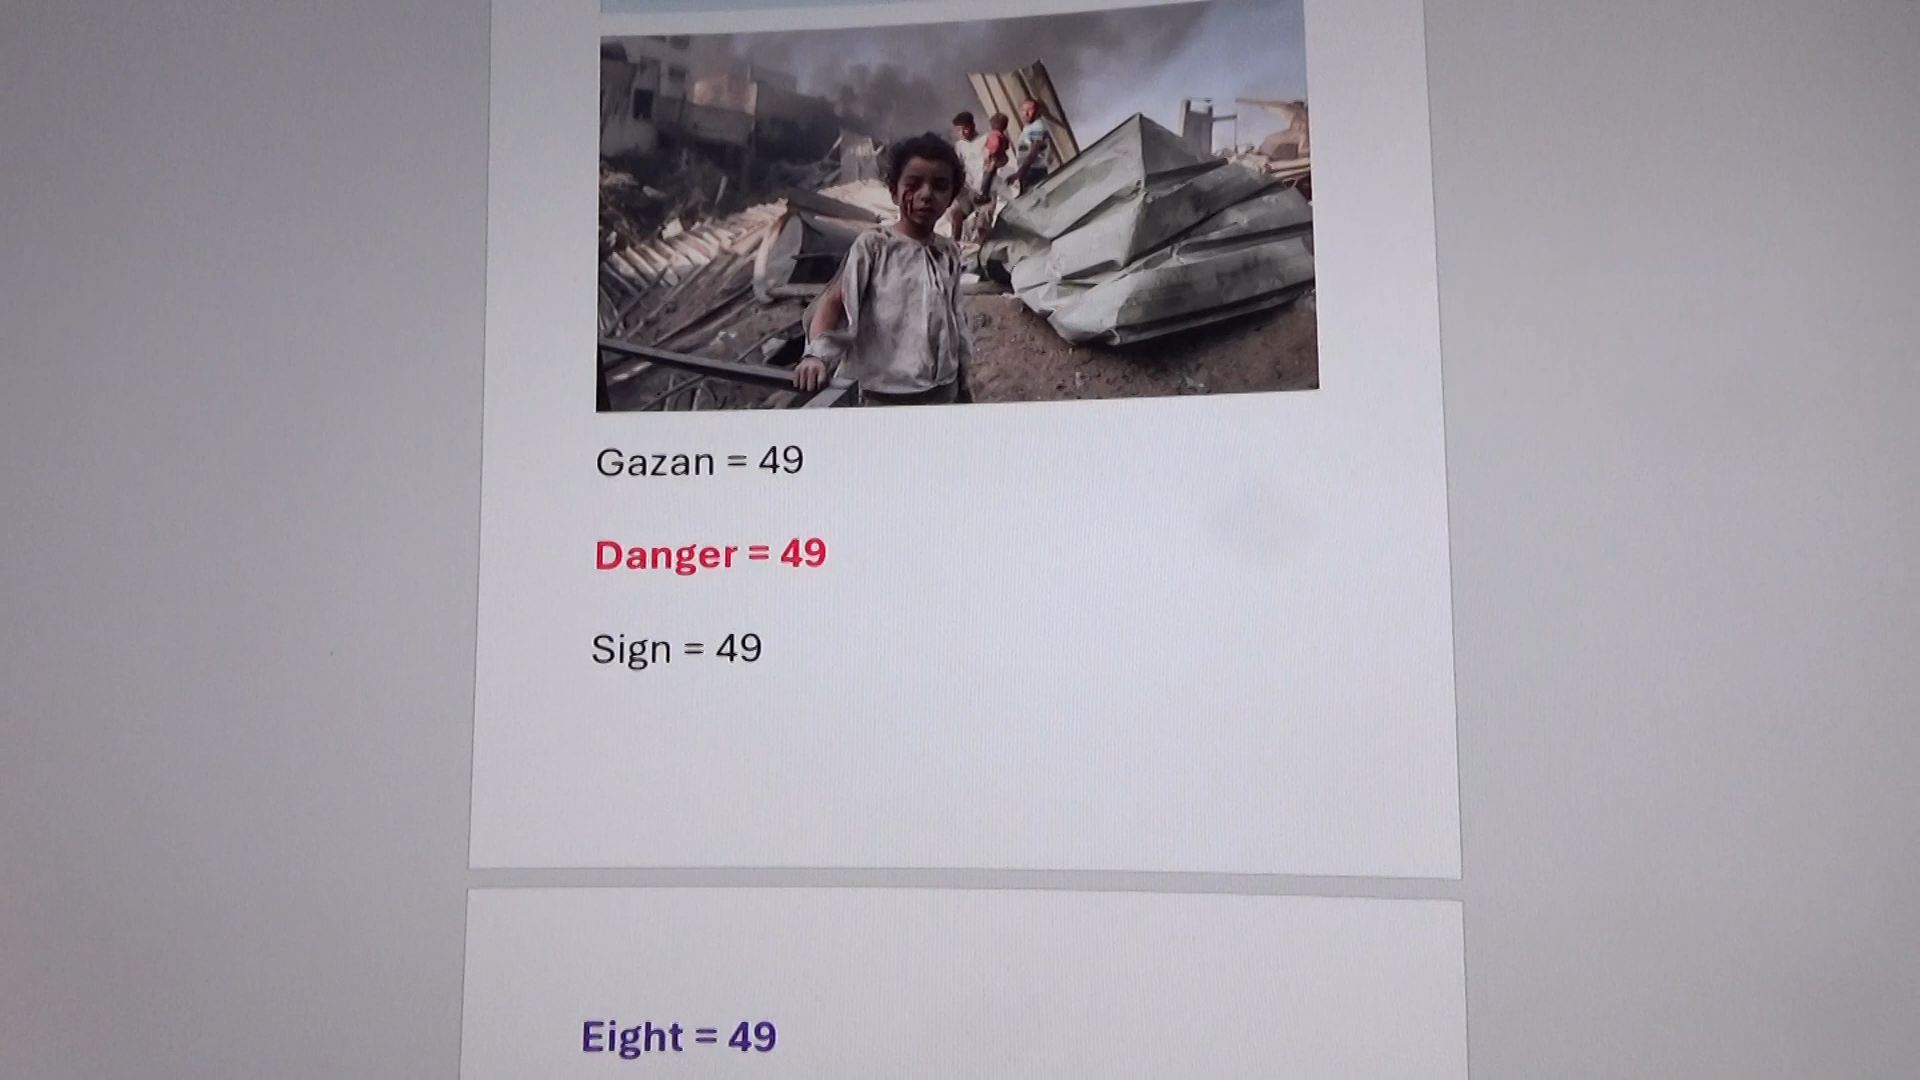 Gazan = 49
Danger = 49
Sign = 49
Eight = 49